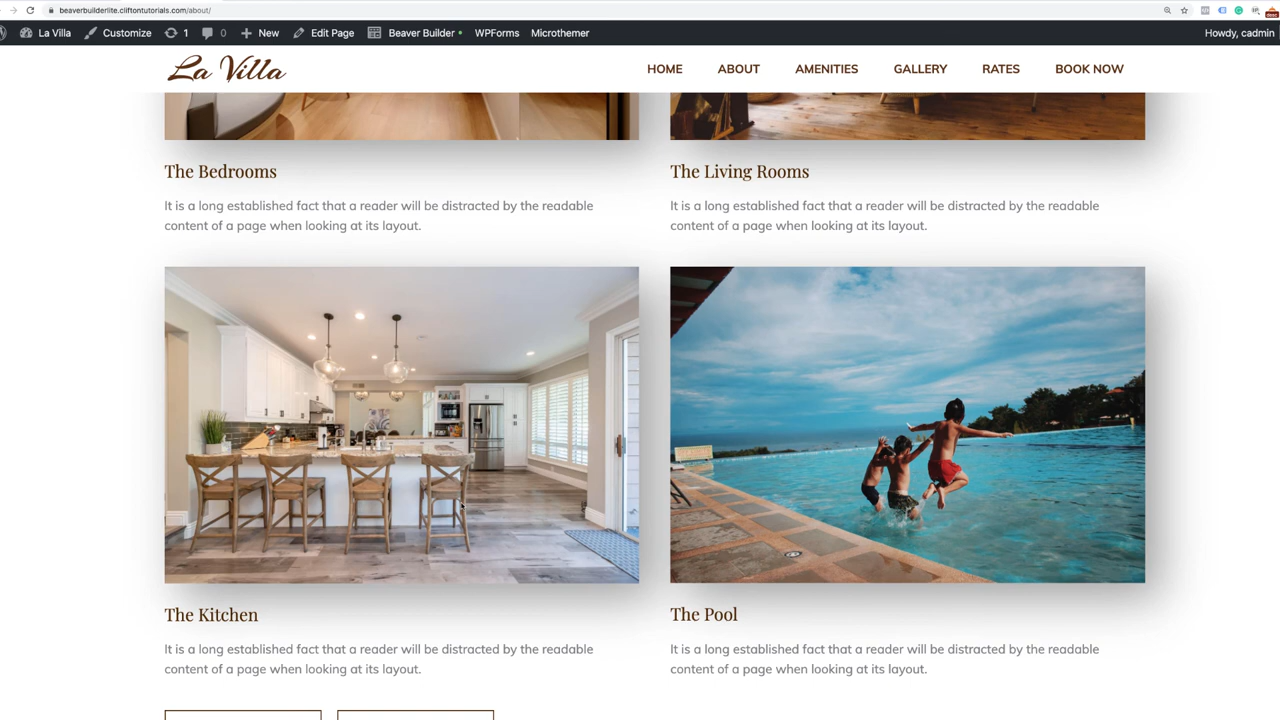 beaverbuilderlite.cliftontutorials.com/about/
La Villa Customize 1 0 New Edit Page Beaver Builder WPForms Microthemer Howdy, cadmin
La Villa HOME ABOUT AMENITIES GALLERY RATES BOOK NOW
The Bedrooms
It is a long established fact that a reader will be distracted by the readable
content of a page when looking at its layout.
The Living Rooms
It is a long established fact that a reader will be distracted by the readable
content of a page when looking at its layout.
The Kitchen
It is a long established fact that a reader will be distracted by the readable
content of a page when looking at its layout.
The Pool
It is a long established fact that a reader will be distracted by the readable
content of a page when looking at its layout.